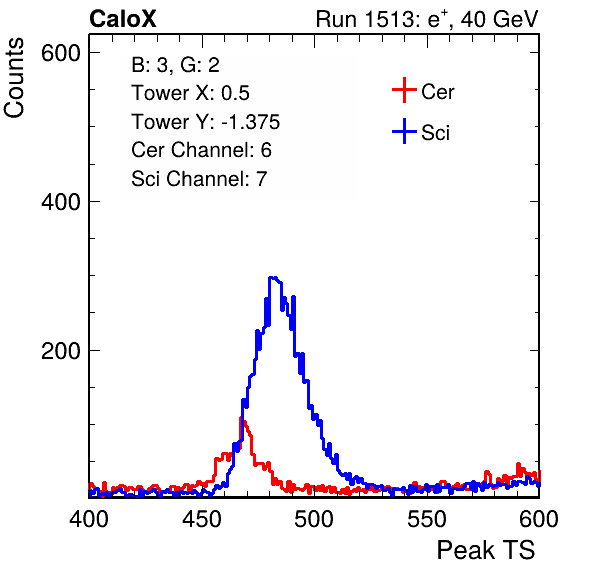 CaloX Run 1513: e⁺, 40 GeV
Counts
600
400
200
B: 3, G: 2
Tower X: 0.5
Tower Y: -1.375
Cer Channel: 6
Sci Channel: 7
Cer
Sci
400 450 500 550 600
Peak TS